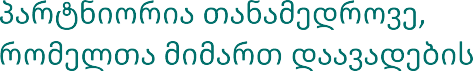 პარტნიორია თანამედროვე,
რომელთა მიმართ დაავადების